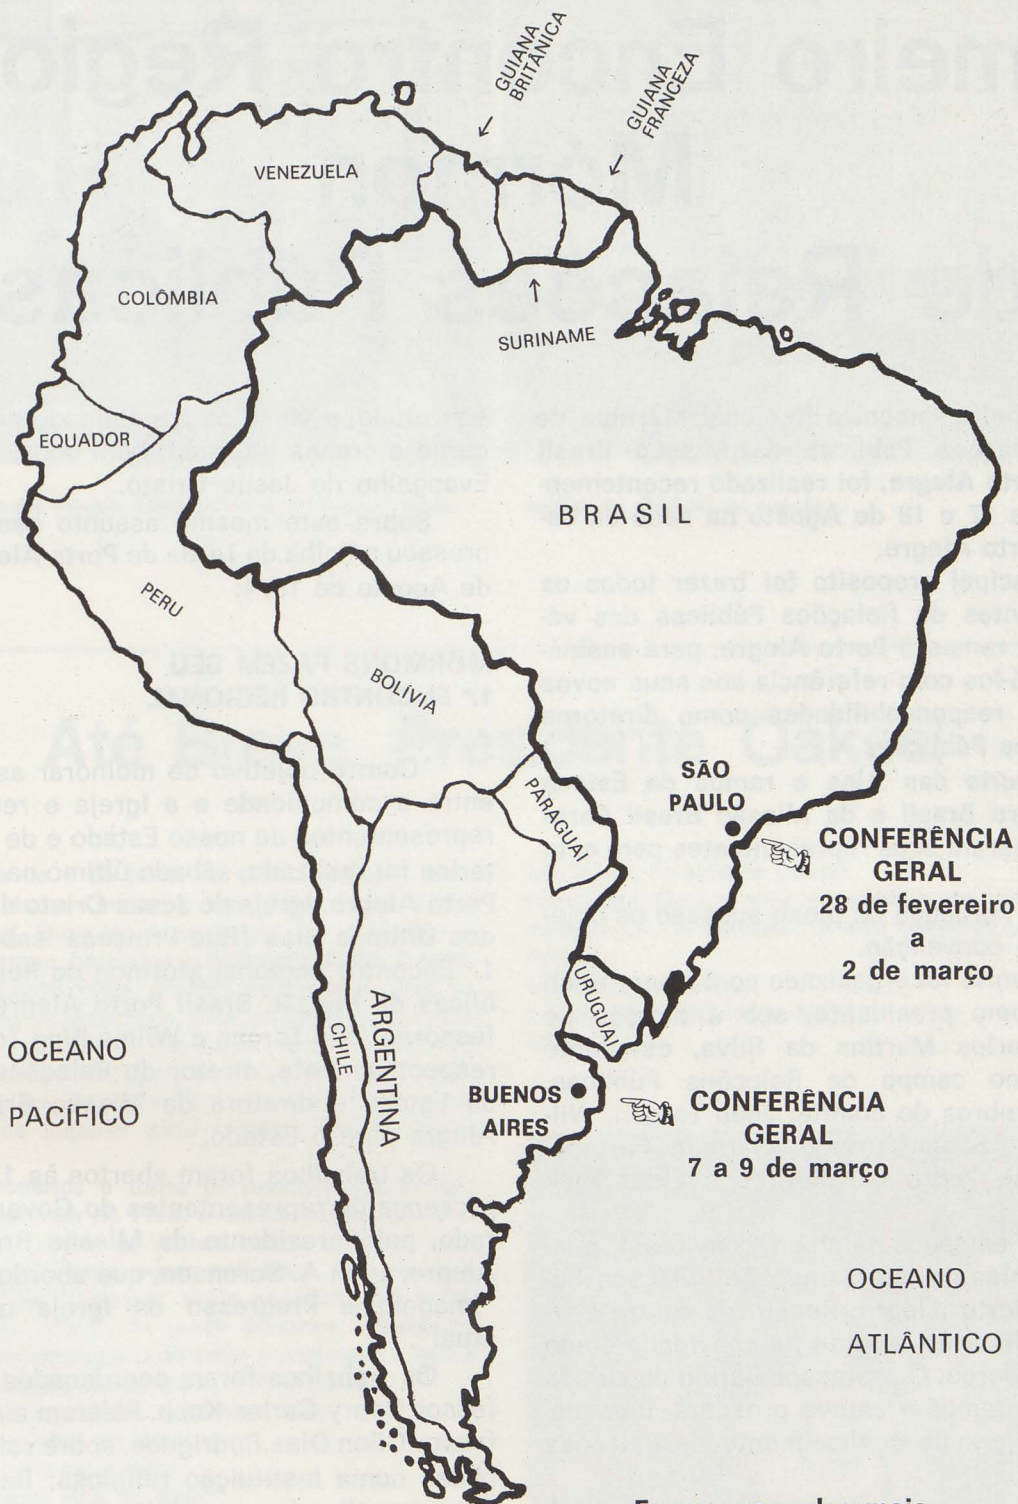 GUIANA
BRITÂNICA
GUIANA
FRANCEZA
VENEZUELA
COLÔMBIA
SURINAME
EQUADOR
BRASIL
PERU
BOLÍVIA
SÃO
PAULO
PARAGUAI
CONFERÊNCIA
GERAL
28 de fevereiro
a
2 de março
URUGUAI
ARGENTINA
CHILE
OCEANO
PACÍFICO
BUENOS
AIRES
CONFERÊNCIA
GERAL
7 a 9 de março
OCEANO
ATLÂNTICO